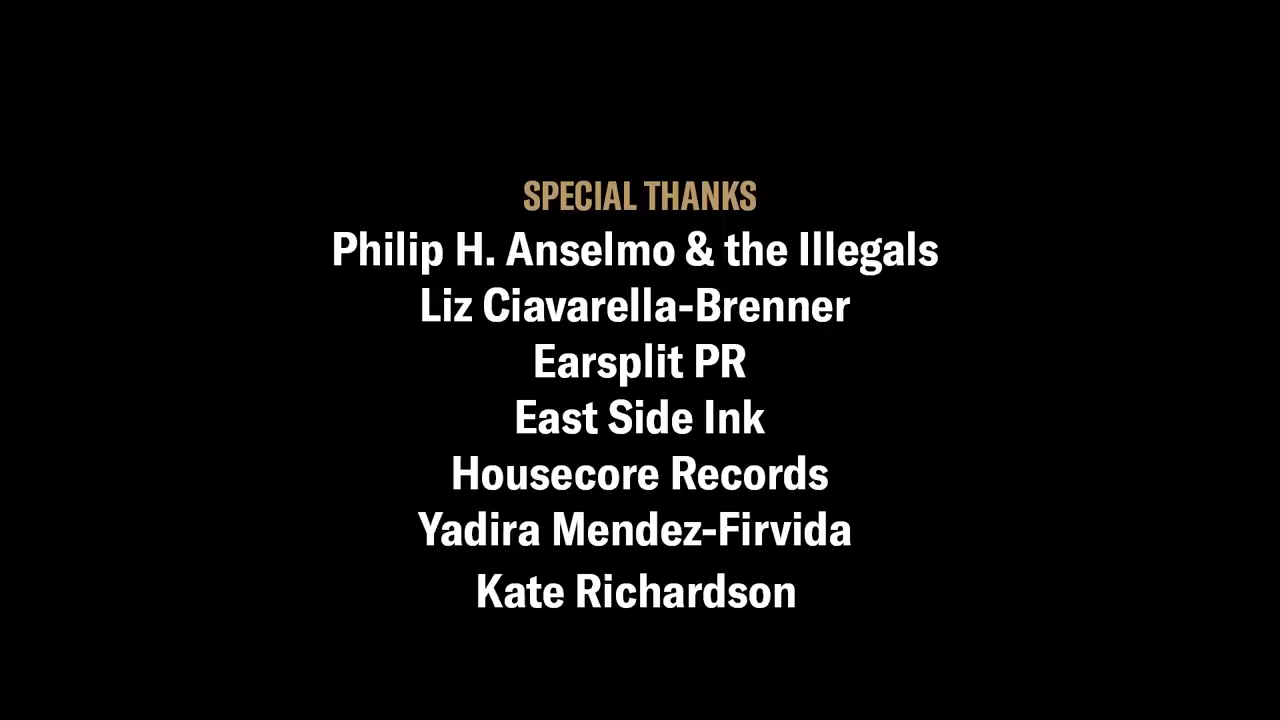 SPECIAL THANKS
Philip H. Anselmo & the Illegals
Liz Ciavarella-Brenner
Earsplit PR
East Side Ink
Housecore Records
Yadira Mendez-Firvida
Kate Richardson